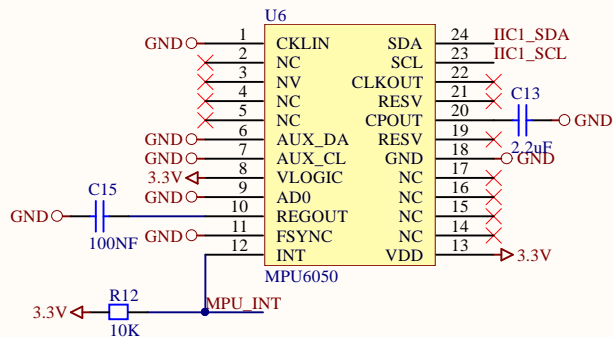 U6
GND 1 CKLIN SDA 24 IIC1_SDA
2 NC SCL 23 IIC1_SCL
3 NV CLKOUT 22
4 NC RESV 21 C13
5 NC CPOUT 20 GND
GND 6 AUX_DA RESV 19 2.2uF
GND 7 AUX_CL GND 18 GND
3.3V 8 VLOGIC NC 17
C15 GND 9 AD0 NC 16
GND 10 REGOUT NC 15
100NF GND 11 FSYNC NC 14
12 INT VDD 13 3.3V
MPU6050
R12 MPU_INT
3.3V
10K